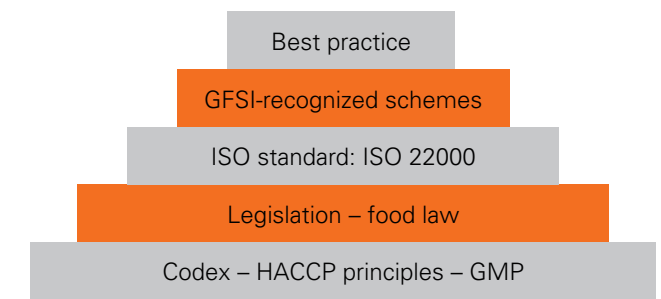 Best practice
GFSI-recognized schemes
ISO standard: ISO 22000
Legislation – food law
Codex – HACCP principles – GMP